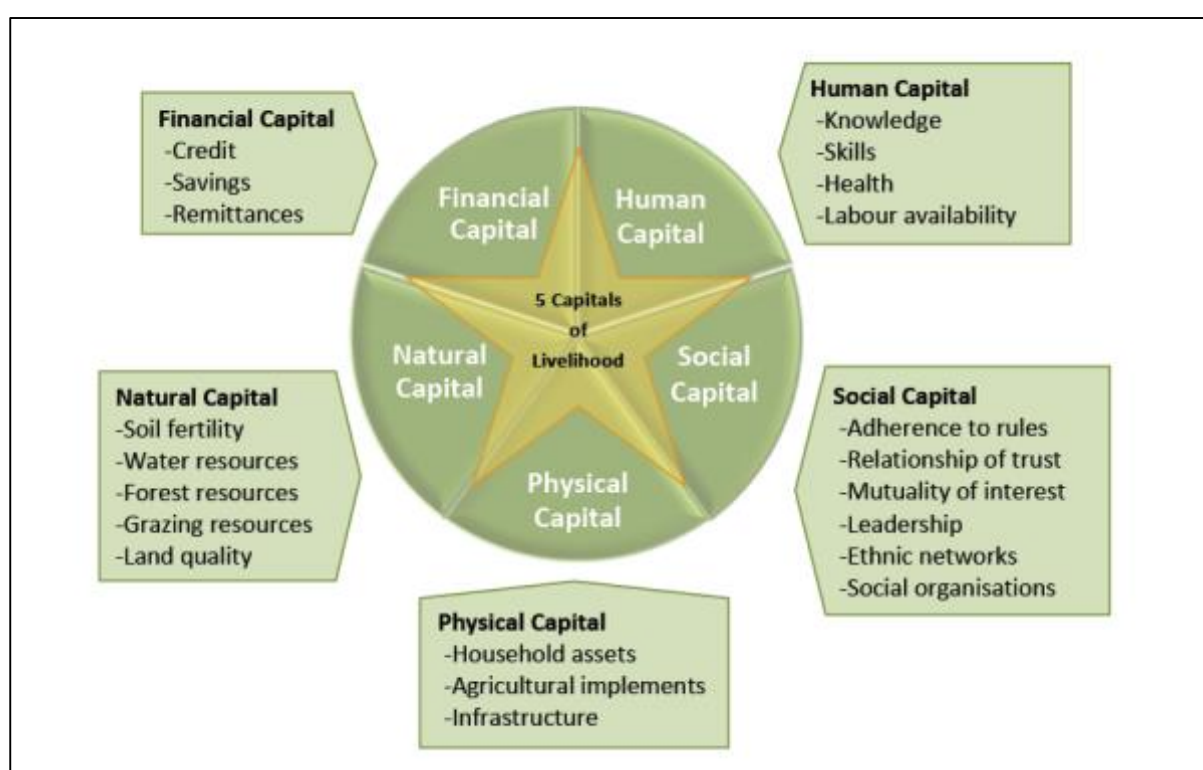 Financial Capital
-Credit
-Savings
-Remittances
Human Capital
-Knowledge
-Skills
-Health
-Labour availability
Financial
Capital
Human
Capital
5 Capitals
of
Livelihood
Natural
Capital
Social
Capital
Physical
Capital
Natural Capital
-Soil fertility
-Water resources
-Forest resources
-Grazing resources
-Land quality
Social Capital
-Adherence to rules
-Relationship of trust
-Mutuality of interest
-Leadership
-Ethnic networks
-Social organisations
Physical Capital
-Household assets
-Agricultural implements
-Infrastructure